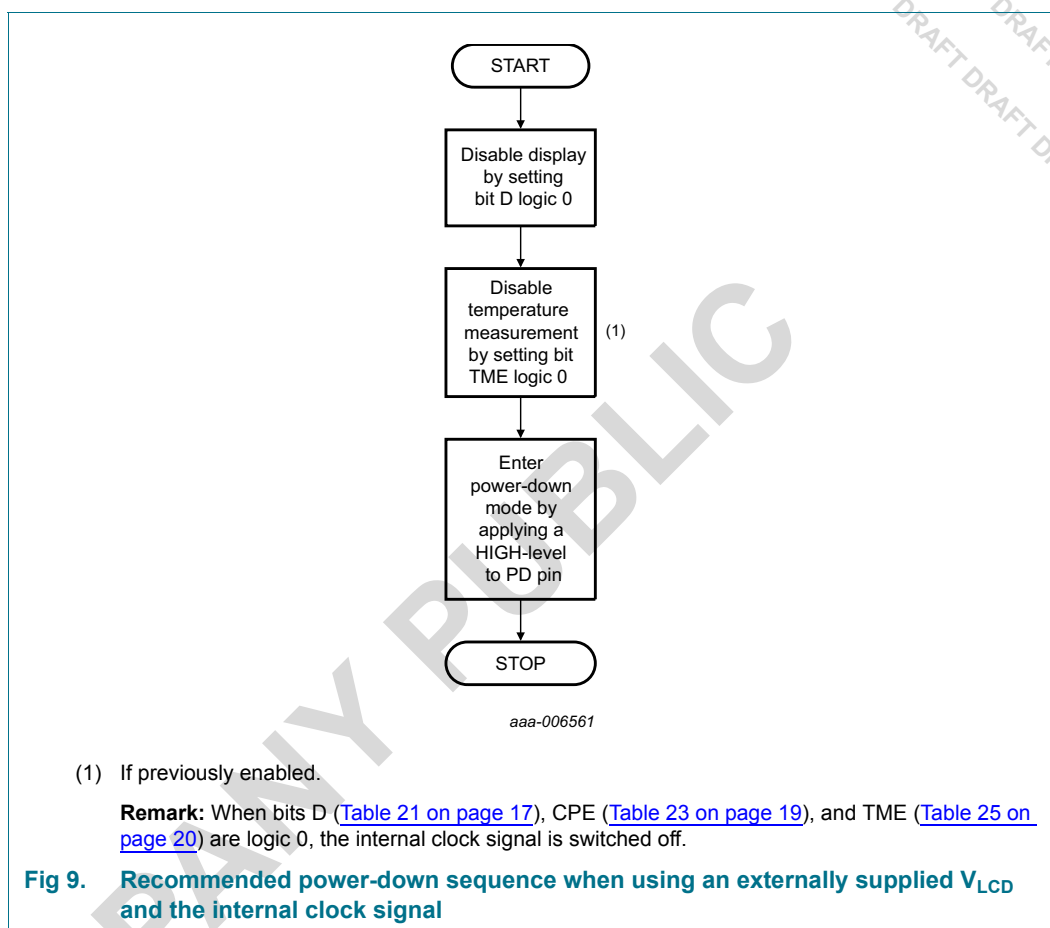 DRAFT DRAFT
DRAFT DRAFT
START
Disable display
by setting
bit D logic 0
Disable
temperature
measurement
by setting bit
TME logic 0
(1)
Enter
power-down
mode by
applying a
HIGH-level
to PD pin
STOP
aaa-006561
(1) If previously enabled.
Remark: When bits D (Table 21 on page 17), CPE (Table 23 on page 19), and TME (Table 25 on
page 20) are logic 0, the internal clock signal is switched off.
Fig 9. Recommended power-down sequence when using an externally supplied VLCD
and the internal clock signal
PANY PUBLIC